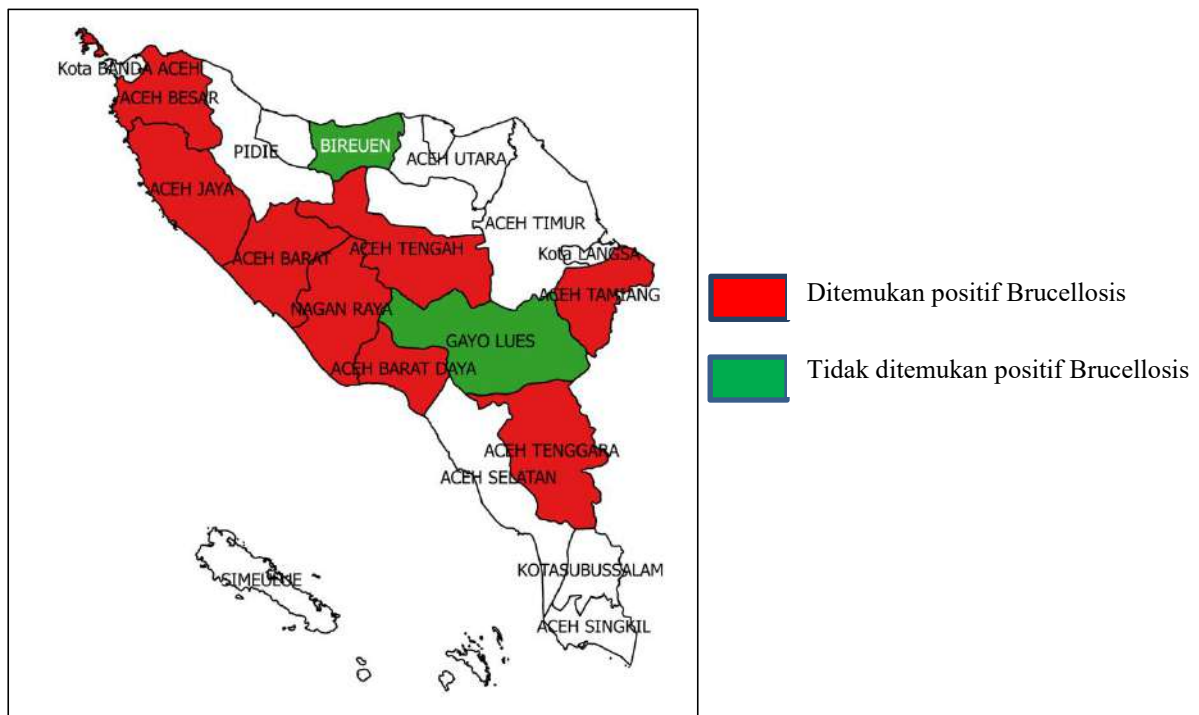 Kota BANDA ACEH
ACEH BESAR
PIDIE
BIREUEN
ACEH UTARA
ACEH JAYA
ACEH TIMUR
ACEH BARAT
ACEH TENGAH
Kota LANGSA
NAGAN RAYA
ACEH TAMIANG
GAYO LUES
ACEH BARAT DAYA
ACEH TENGGARA
ACEH SELATAN
SIMEULUE
KOTASUBUSSALAM
ACEH SINGKIL
Ditemukan positif Brucellosis
Tidak ditemukan positif Brucellosis